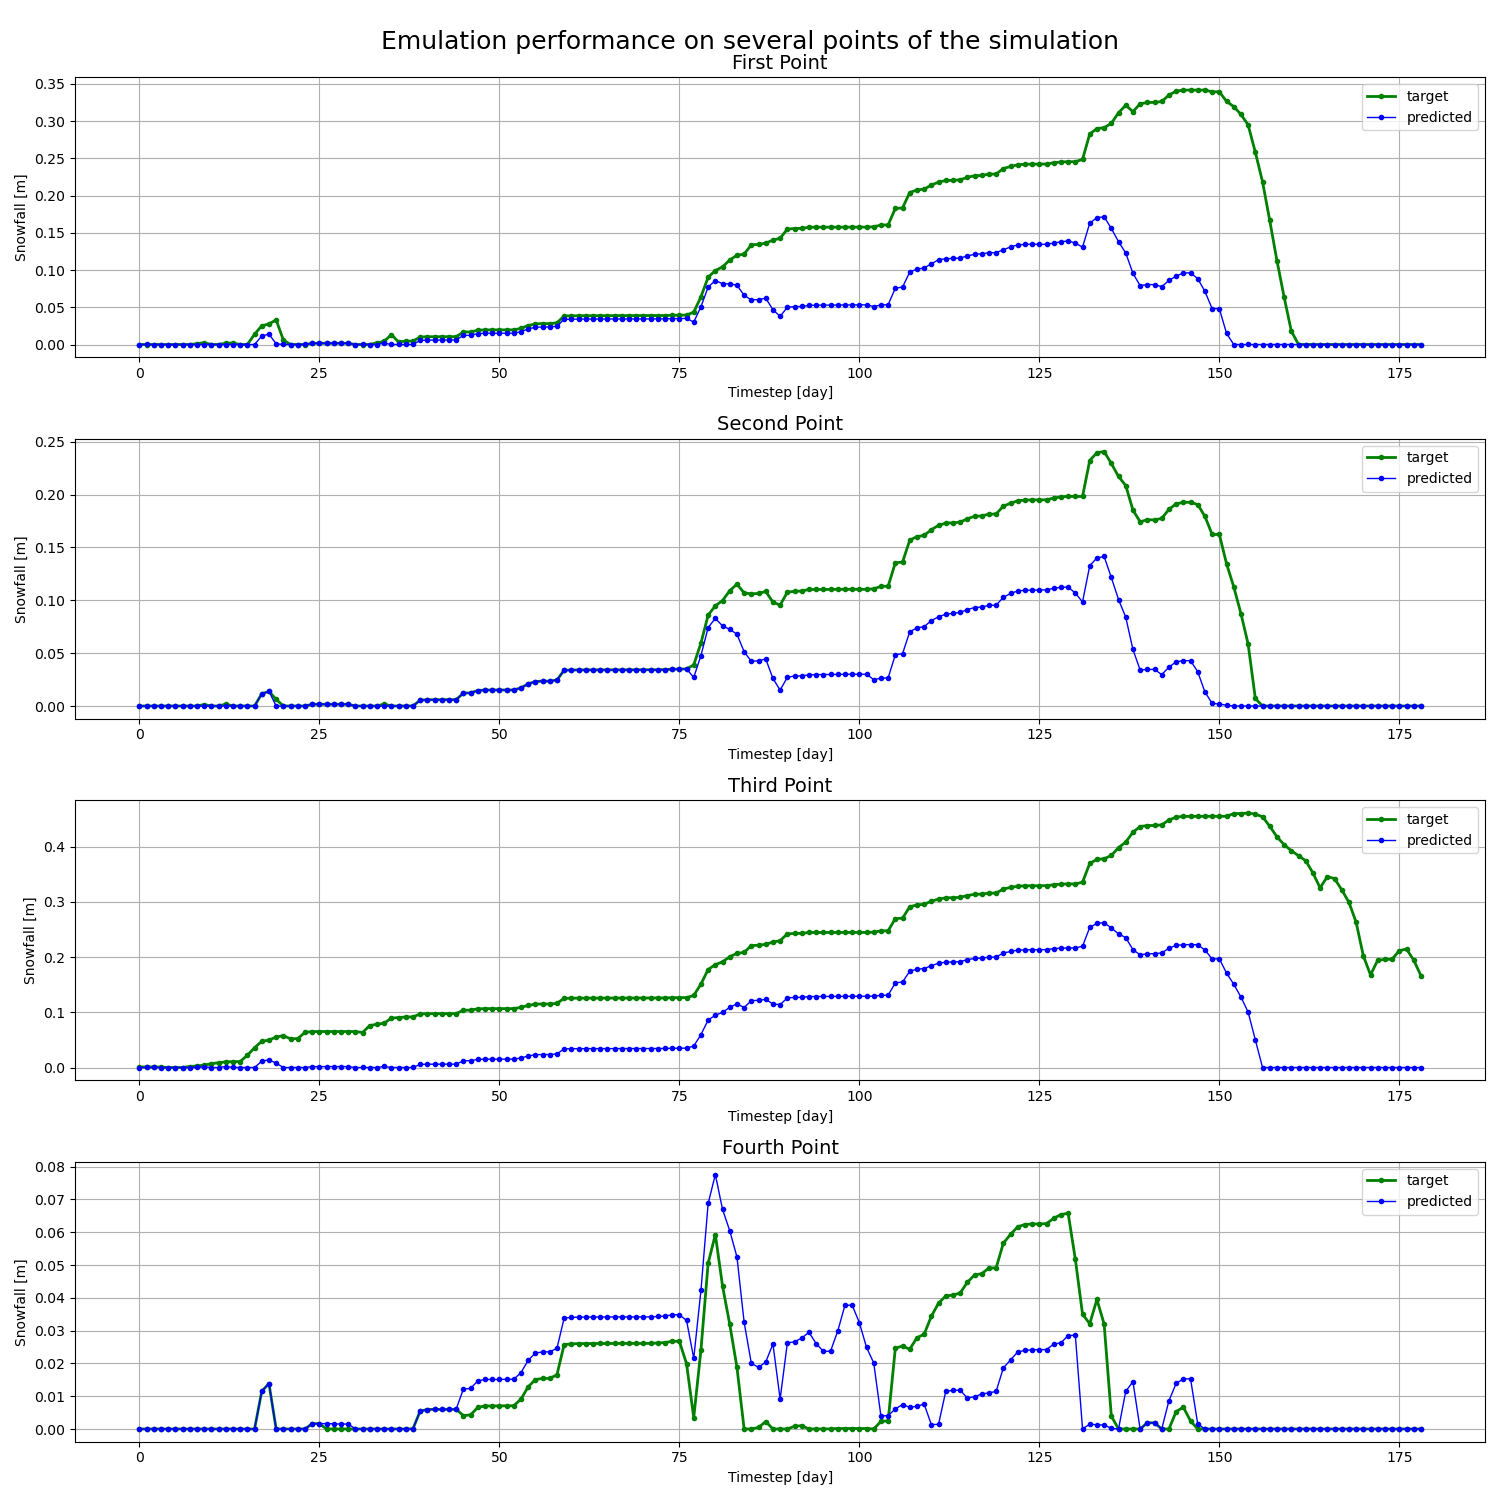 Emulation performance on several points of the simulation
First Point
0.35
0.30
0.25
0.20
0.15
0.10
0.05
0.00
Snowfall [m]
target
predicted
0 25 50 75 100 125 150 175
Timestep [day]
Second Point
0.25
0.20
0.15
0.10
0.05
0.00
Snowfall [m]
target
predicted
0 25 50 75 100 125 150 175
Timestep [day]
Third Point
0.4
0.3
0.2
0.1
0.0
Snowfall [m]
target
predicted
0 25 50 75 100 125 150 175
Timestep [day]
Fourth Point
0.08
0.07
0.06
0.05
0.04
0.03
0.02
0.01
0.00
Snowfall [m]
target
predicted
0 25 50 75 100 125 150 175
Timestep [day]